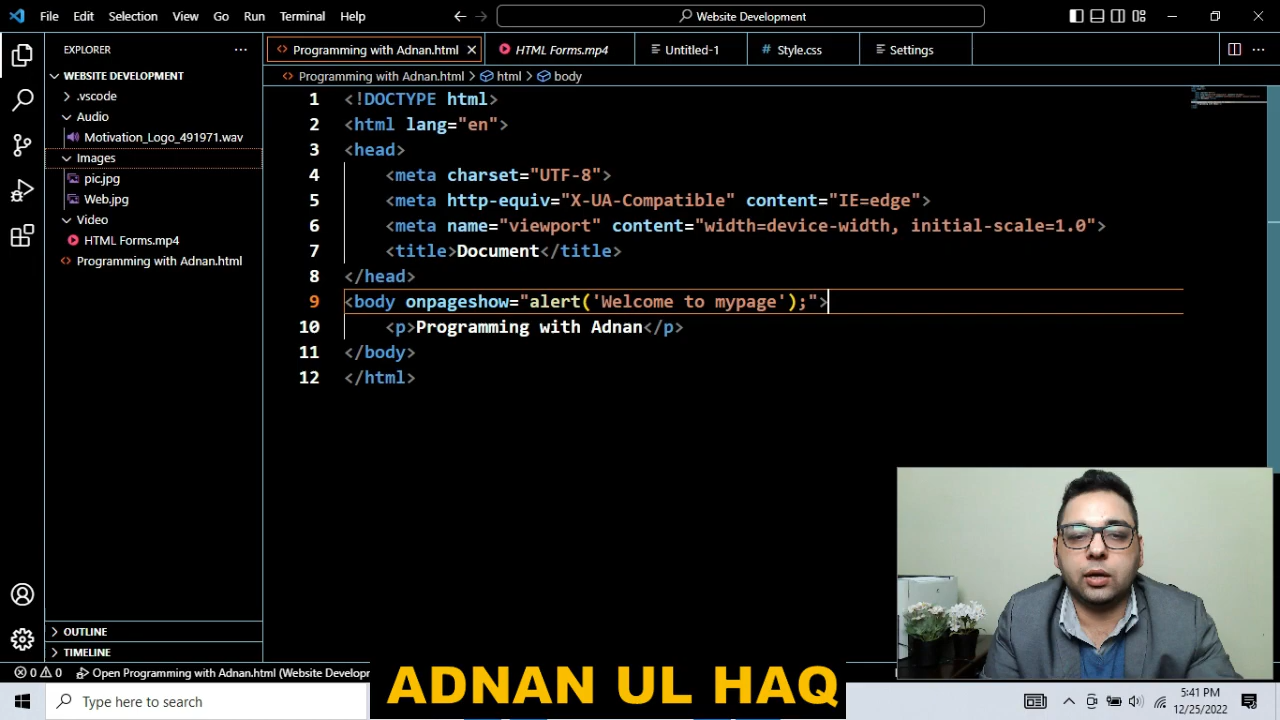 File Edit Selection View Go Run Terminal Help
Website Development
EXPLORER
Programming with Adnan.html
HTML Forms.mp4
Untitled-1
# Style.css
Settings
WEBSITE DEVELOPMENT
Programming with Adnan.html > html > body
.vscode
Audio
Motivation_Logo_491971.wav
Images
pic.jpg
Web.jpg
Video
HTML Forms.mp4
Programming with Adnan.html
1 <!DOCTYPE html>
2 <html lang="en">
3 <head>
4 <meta charset="UTF-8">
5 <meta http-equiv="X-UA-Compatible" content="IE=edge">
6 <meta name="viewport" content="width=device-width, initial-scale=1.0">
7 <title>Document</title>
8 </head>
9 <body onpageshow="alert('Welcome to mypage');">
10 <p>Programming with Adnan</p>
11 </body>
12 </html>
OUTLINE
TIMELINE
0 0 Open Programming with Adnan.html (Website Developm
ADNAN UL HAQ
Type here to search
5:41 PM
12/25/2022